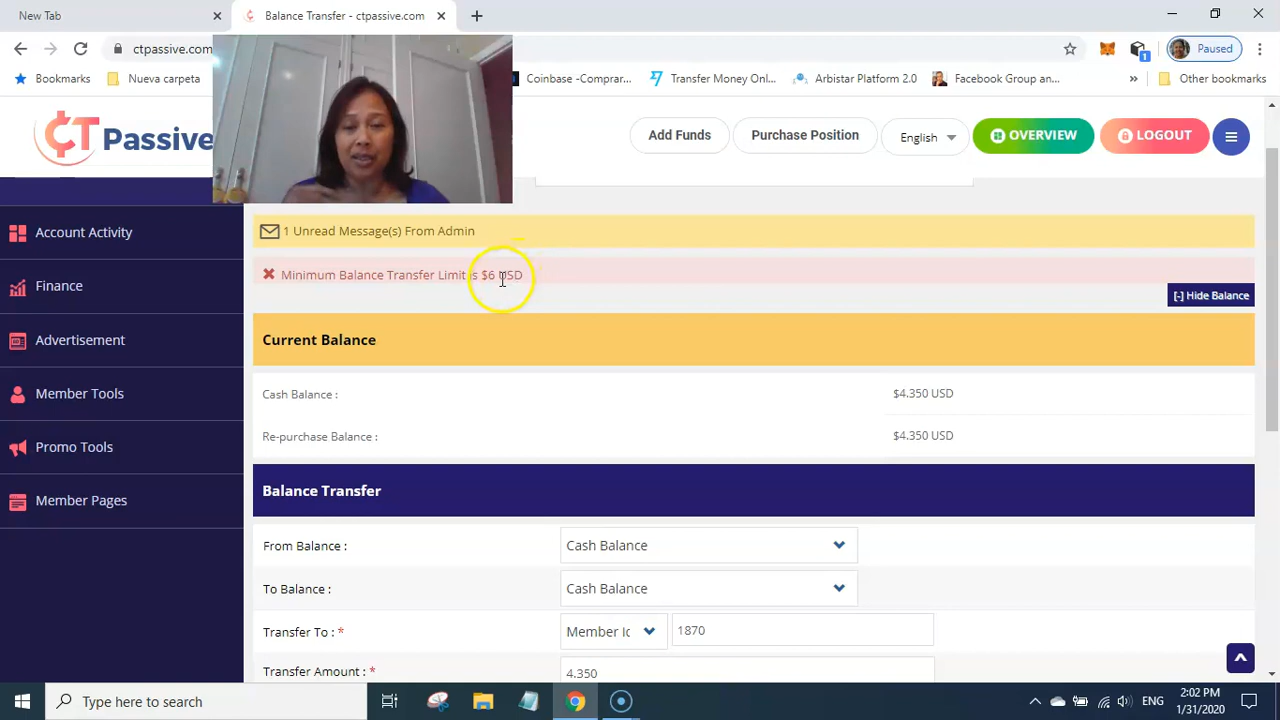 New Tab
Balance Transfer - ctpassive.com
ctpassive.com
Paused
Bookmarks
Nueva carpeta
Coinbase -Comprar...
Transfer Money Onl...
Arbistar Platform 2.0
Facebook Group an...
»
Other bookmarks
CT Passive
Add Funds
Purchase Position
English
OVERVIEW
LOGOUT
Account Activity
Finance
Advertisement
Member Tools
Promo Tools
Member Pages
1 Unread Message(s) From Admin
Minimum Balance Transfer Limit is $6 USD
[-] Hide Balance
Current Balance
Cash Balance : $4.350 USD
Re-purchase Balance : $4.350 USD
Balance Transfer
From Balance : Cash Balance
To Balance : Cash Balance
Transfer To : * Member Ic 1870
Transfer Amount : * 4.350
Type here to search
ENG
2:02 PM
1/31/2020
1